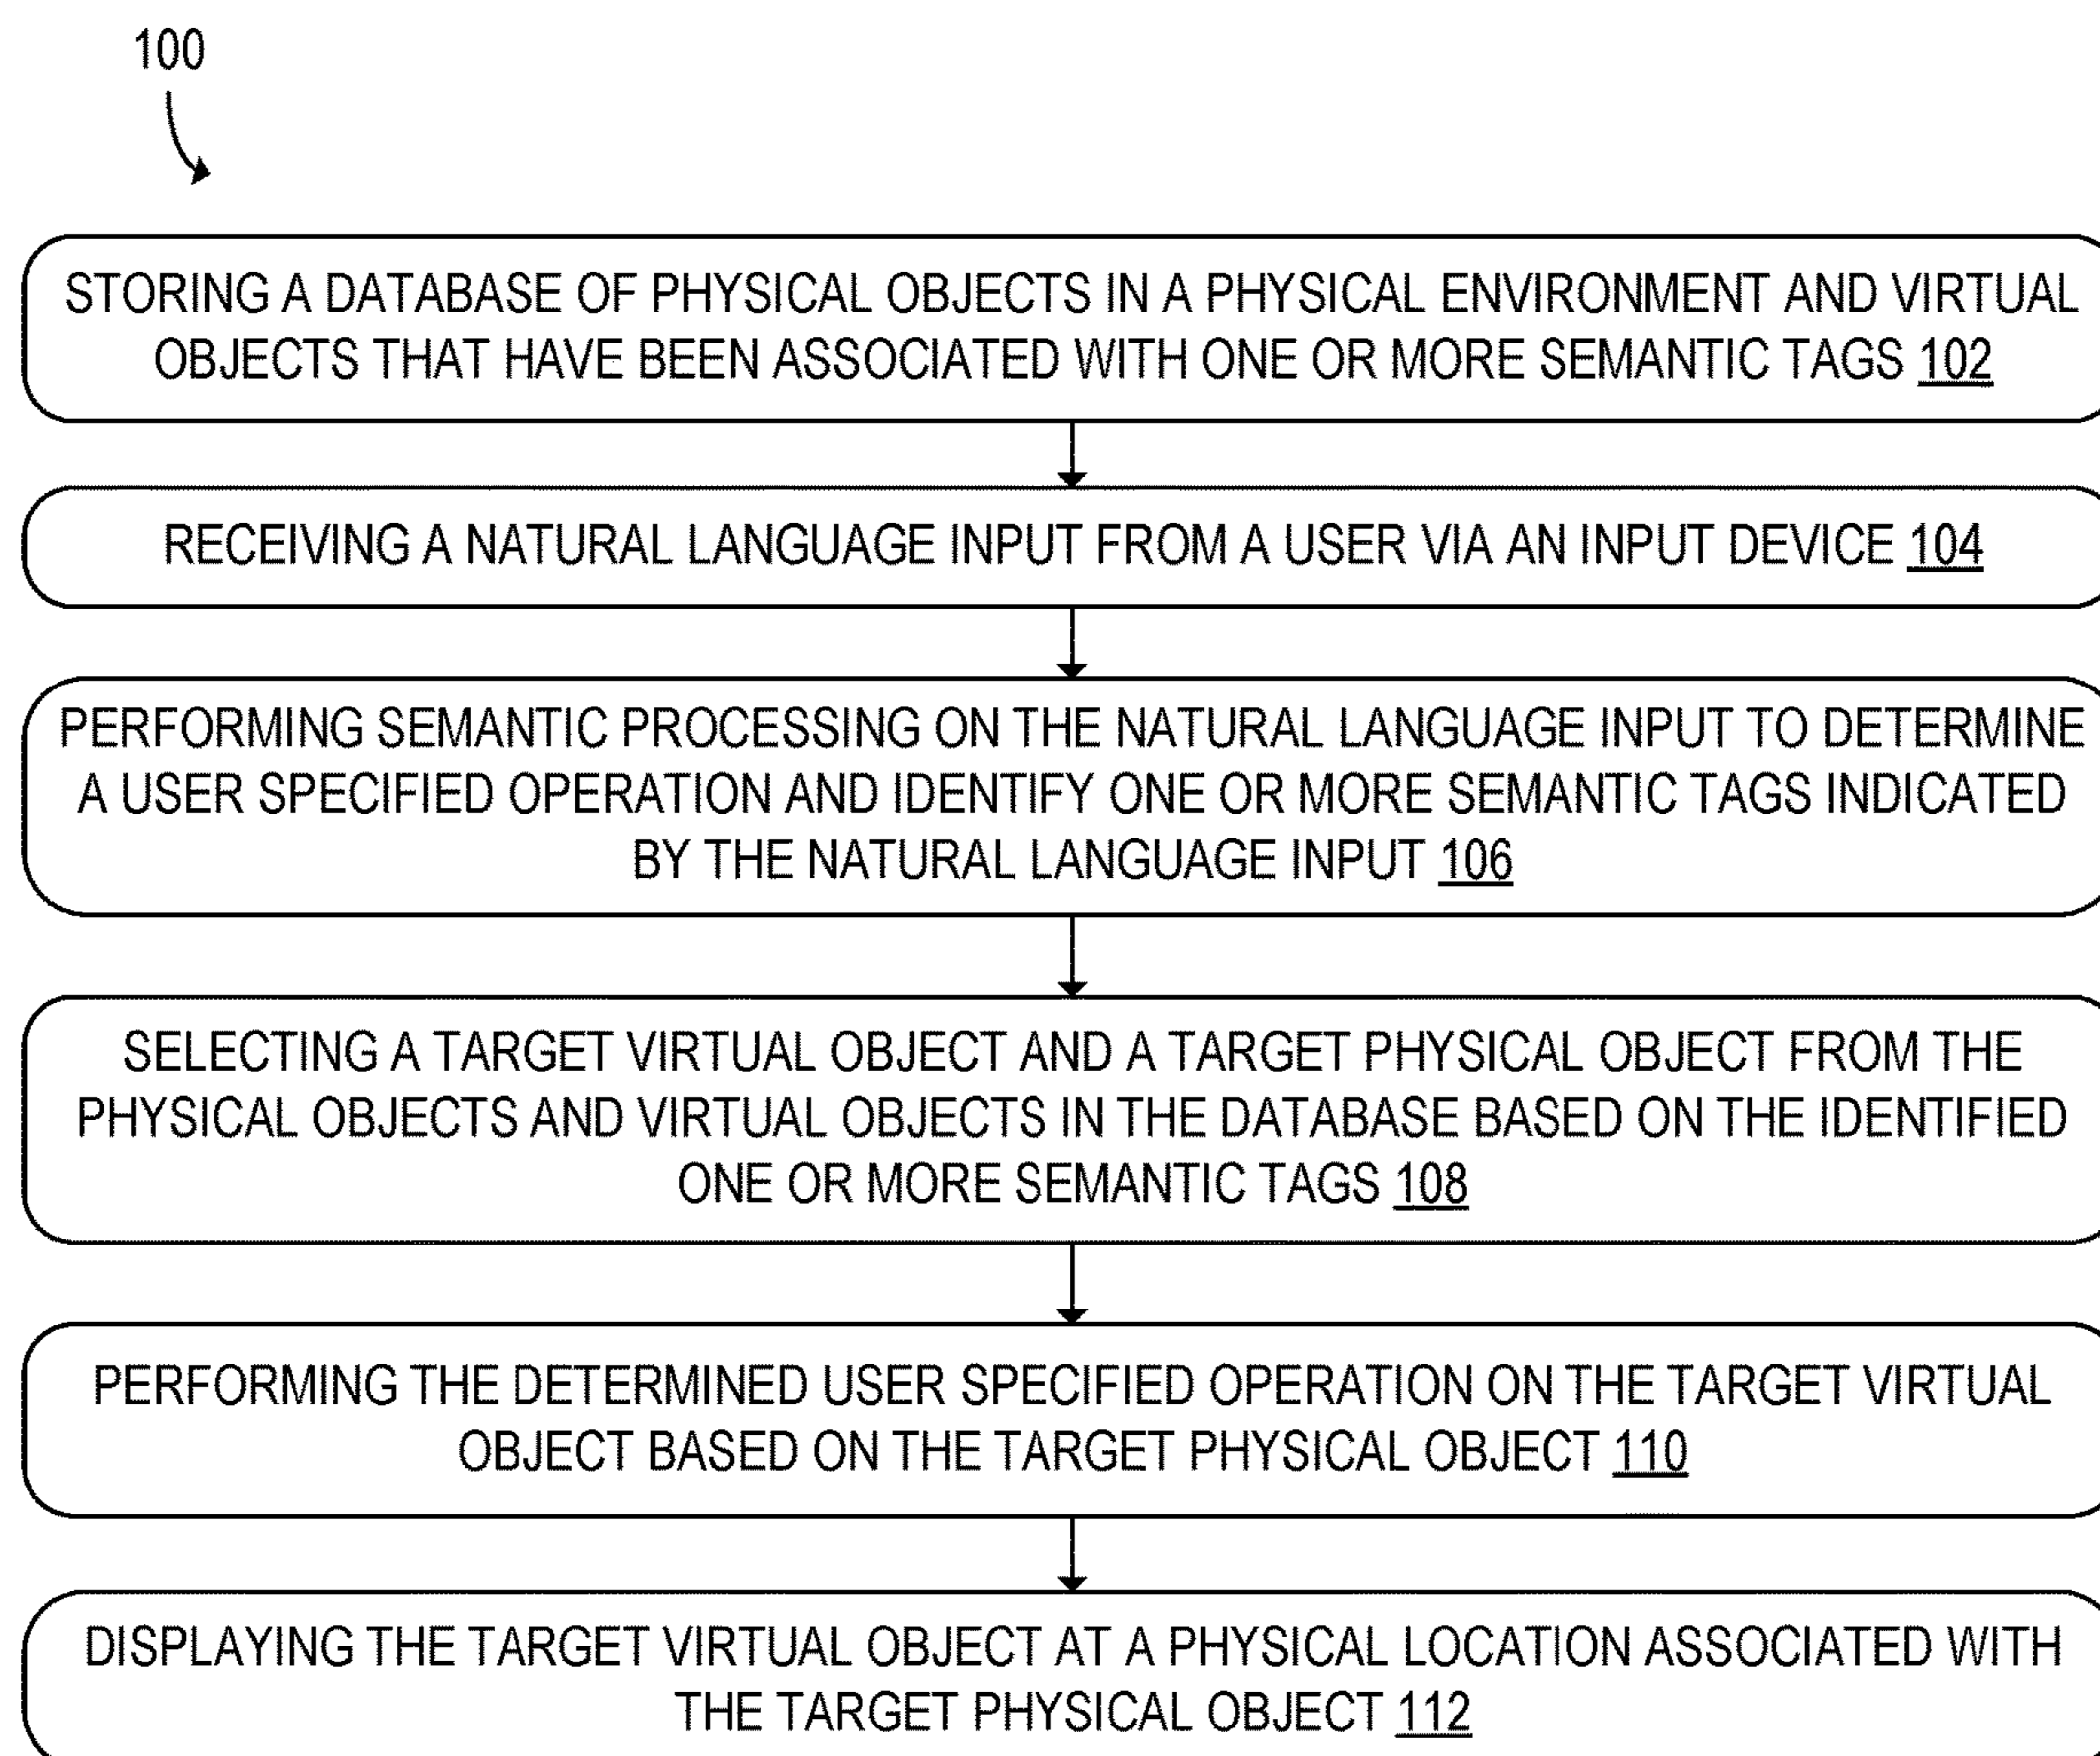 100
STORING A DATABASE OF PHYSICAL OBJECTS IN A PHYSICAL ENVIRONMENT AND VIRTUAL
OBJECTS THAT HAVE BEEN ASSOCIATED WITH ONE OR MORE SEMANTIC TAGS 102
RECEIVING A NATURAL LANGUAGE INPUT FROM A USER VIA AN INPUT DEVICE 104
PERFORMING SEMANTIC PROCESSING ON THE NATURAL LANGUAGE INPUT TO DETERMINE
A USER SPECIFIED OPERATION AND IDENTIFY ONE OR MORE SEMANTIC TAGS INDICATED
BY THE NATURAL LANGUAGE INPUT 106
SELECTING A TARGET VIRTUAL OBJECT AND A TARGET PHYSICAL OBJECT FROM THE
PHYSICAL OBJECTS AND VIRTUAL OBJECTS IN THE DATABASE BASED ON THE IDENTIFIED
ONE OR MORE SEMANTIC TAGS 108
PERFORMING THE DETERMINED USER SPECIFIED OPERATION ON THE TARGET VIRTUAL
OBJECT BASED ON THE TARGET PHYSICAL OBJECT 110
DISPLAYING THE TARGET VIRTUAL OBJECT AT A PHYSICAL LOCATION ASSOCIATED WITH
THE TARGET PHYSICAL OBJECT 112